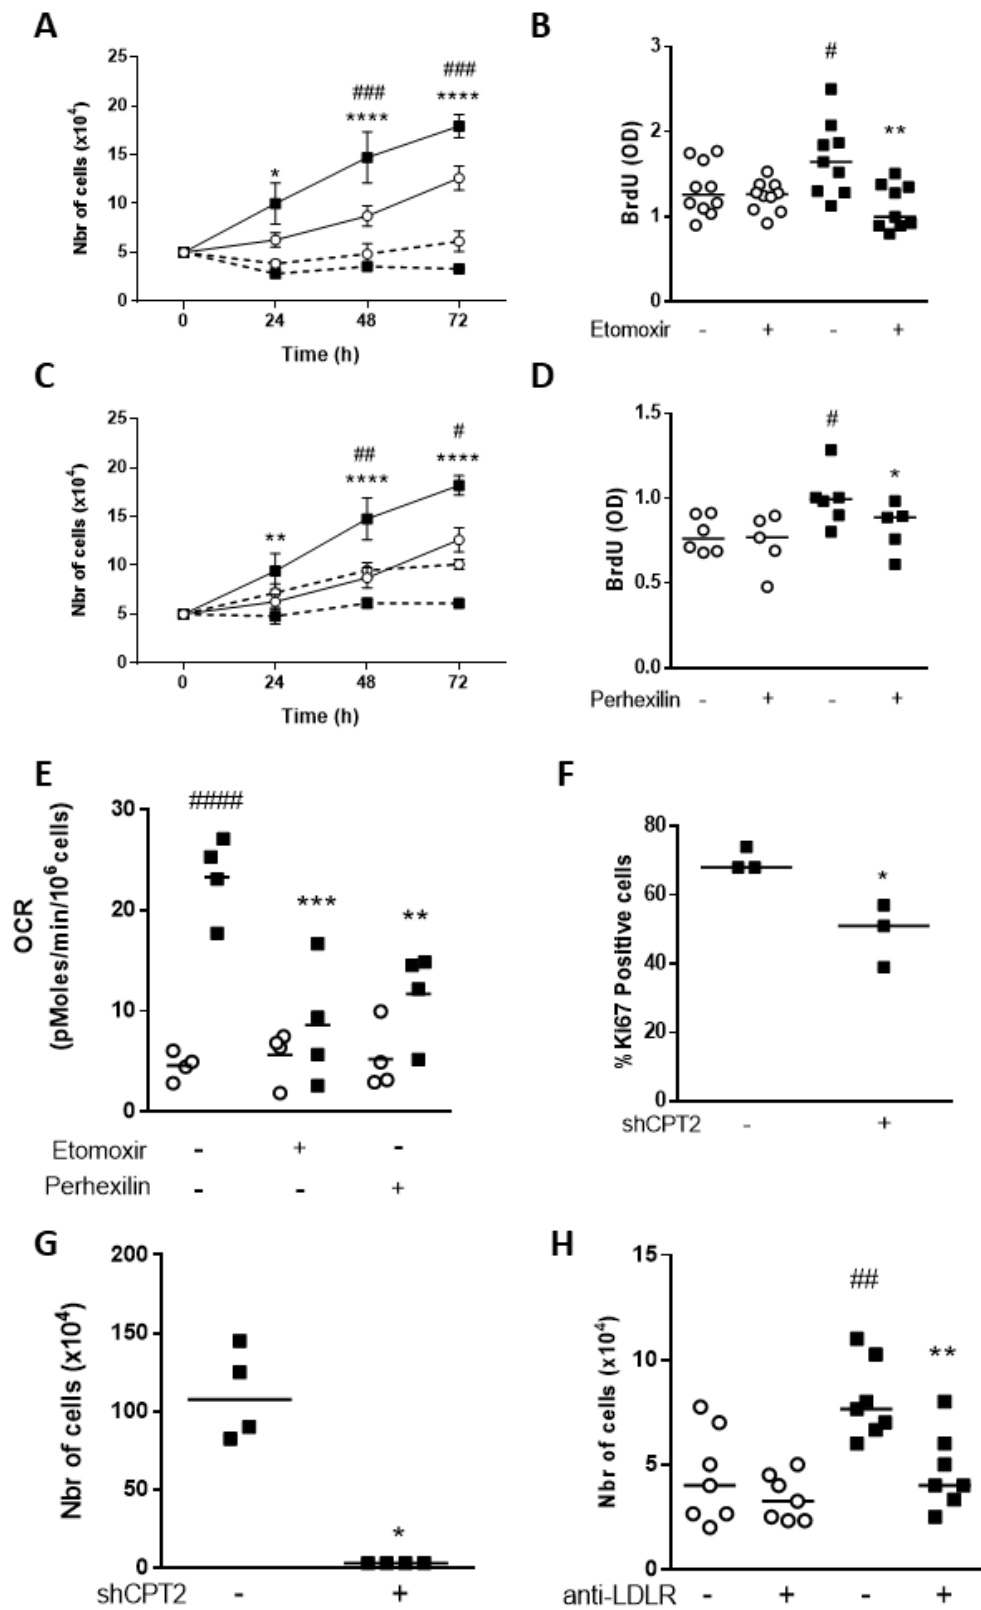 A
Nbr of cells (x10⁴)
25
20
15
10
5
0
*
###
****
###
****
0 24 48 72
Time (h)
B
BrdU (OD)
3
2
1
0
#
**
Etomoxir - + - +
C
Nbr of cells (x10⁴)
25
20
15
10
5
0
**
##
****
#
****
0 24 48 72
Time (h)
D
BrdU (OD)
1.5
1.0
0.5
0.0
#
*
Perhexilin - + - +
E
OCR
(pMoles/min/10⁶cells)
30
20
10
0
####
***
**
Etomoxir - + -
Perhexilin - - +
F
% Ki67 Positive cells
80
60
40
20
0
*
shCPT2 - +
G
Nbr of cells (x10⁴)
200
150
100
50
0
*
shCPT2 - +
H
Nbr of cells (x10⁴)
15
10
5
0
##
**
anti-LDLR - + - +